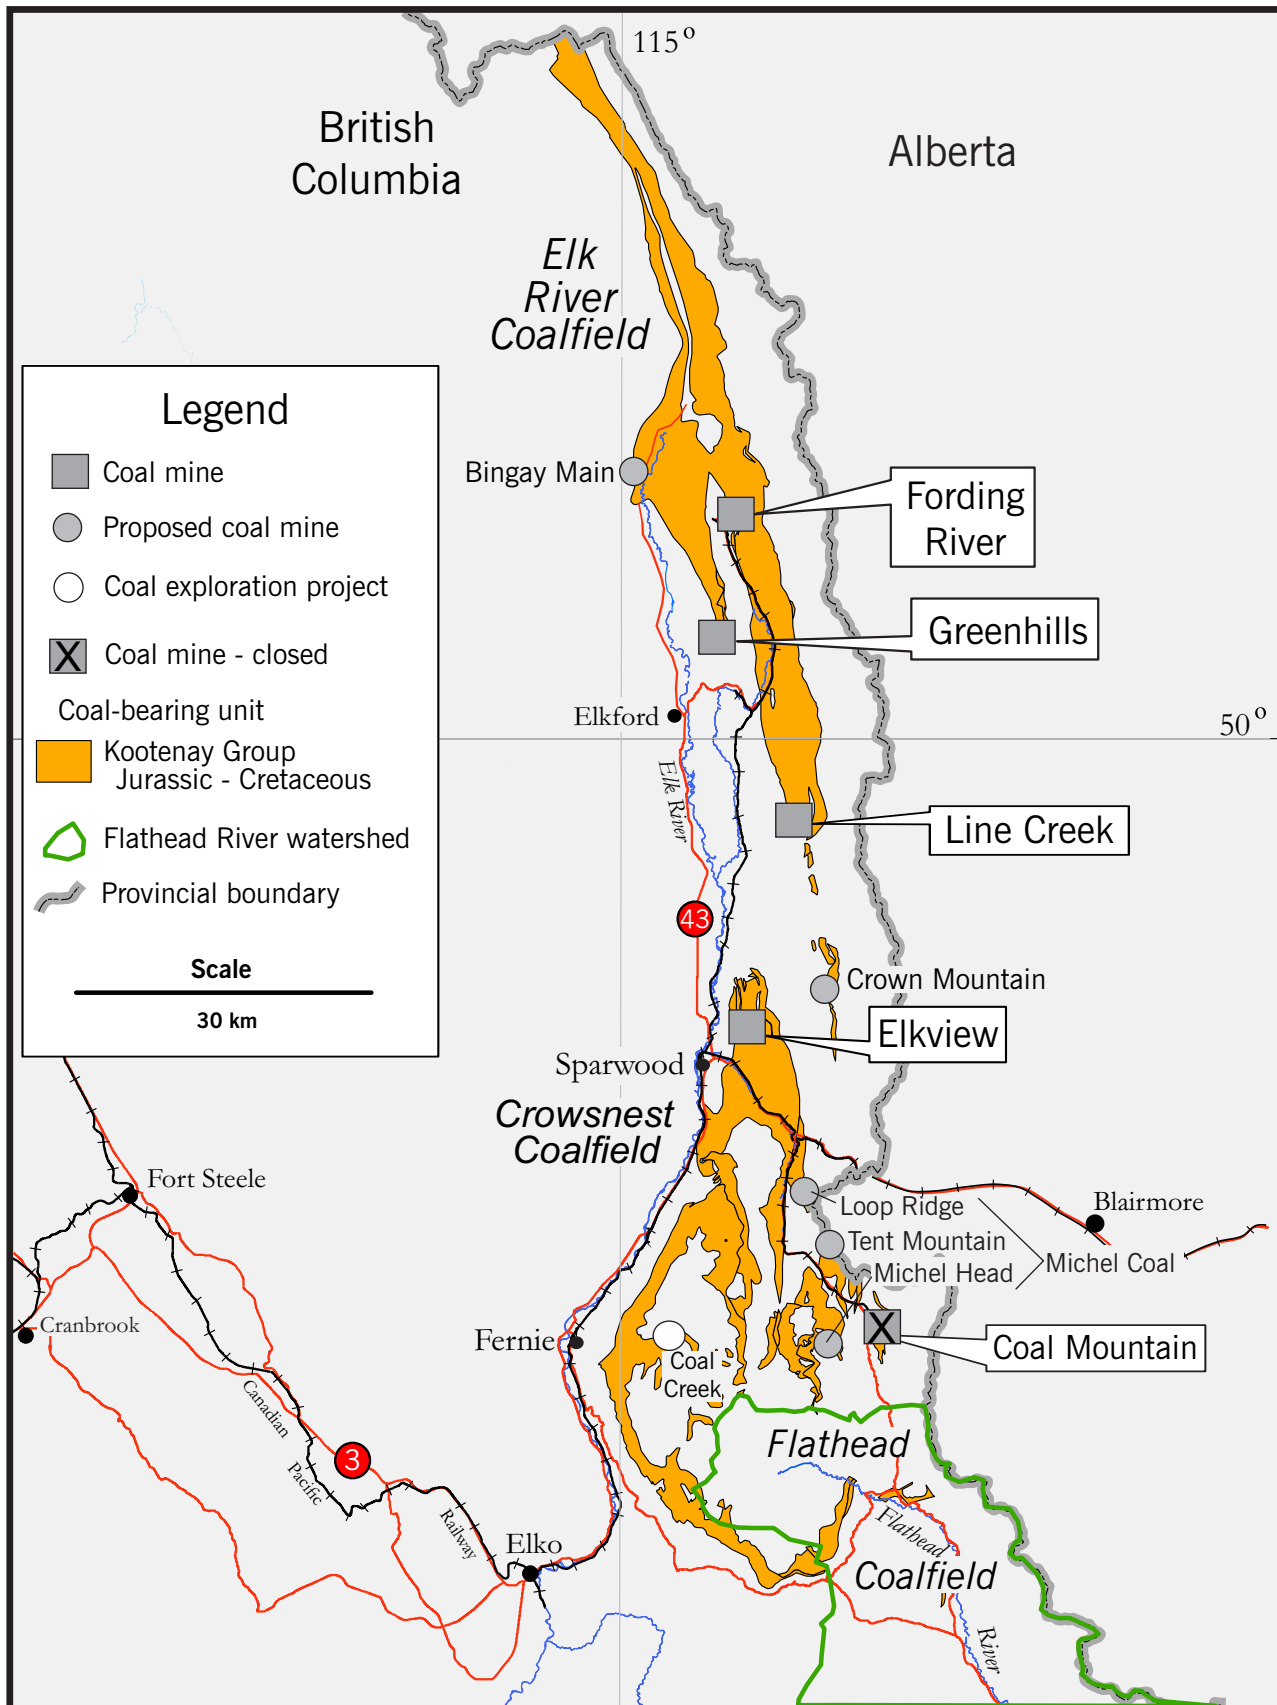 115°
British
Columbia
Alberta
Elk
River
Coalfield
Legend
Coal mine
Proposed coal mine
Coal exploration project
X
Coal mine - closed
Coal-bearing unit
Kootenay Group
Jurassic - Cretaceous
Flathead River watershed
Provincial boundary
Scale
30 km
Bingay Main
Fording
River
Greenhills
Elkford
50°
Elk River
Line Creek
43
Crown Mountain
Elkview
Sparwood
Crowsnest
Coalfield
Fort Steele
Loop Ridge
Blairmore
Tent Mountain
Michel Head
Michel Coal
Cranbrook
Fernie
Coal
Creek
X
Coal Mountain
Canadian
Pacific
Railway
3
Flathead
Elko
Flathead
Coalfield
River